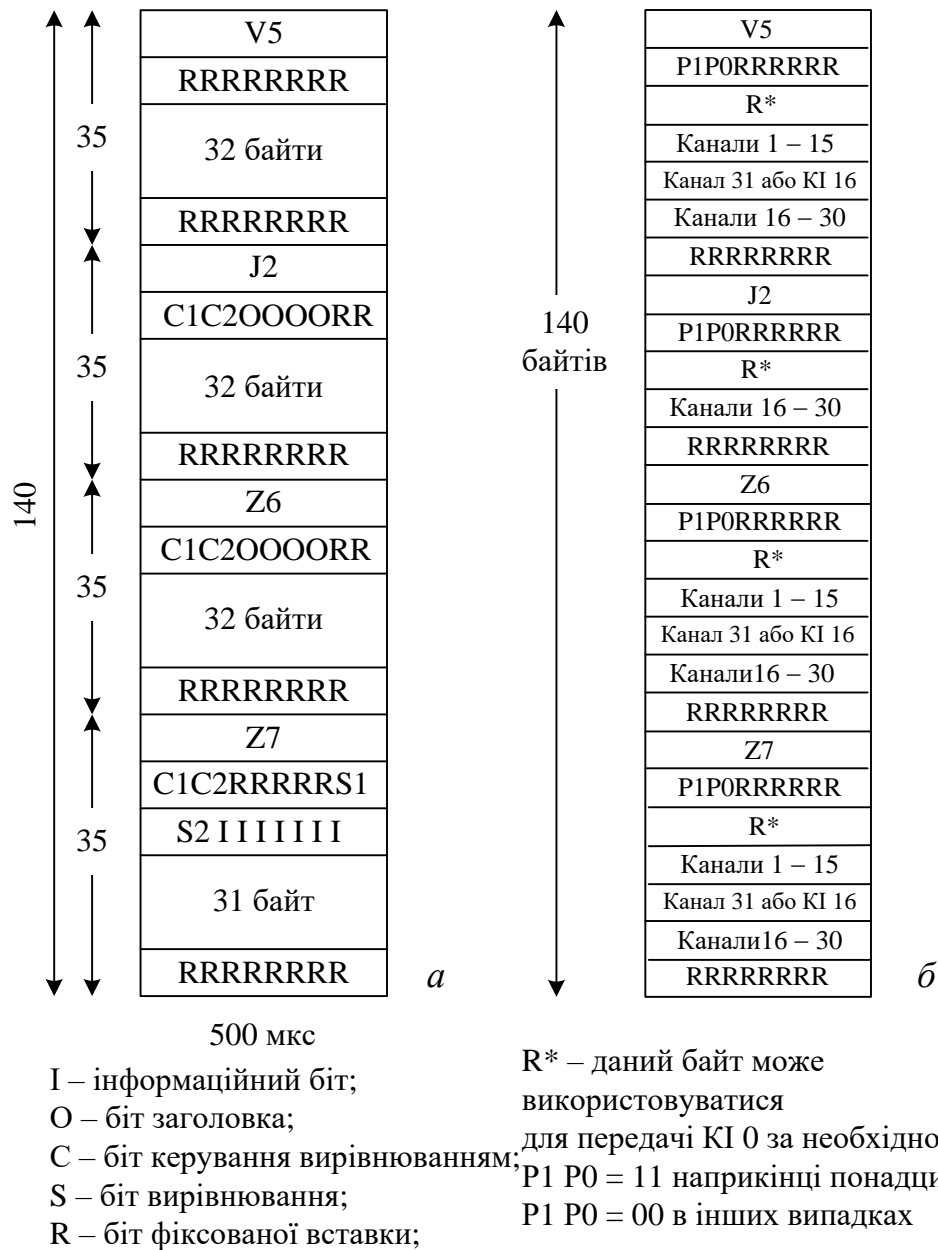 140
35
35
35
35
V5
RRRRRRRR
32 байти
RRRRRRRR
J2
C1C2OOOORR
32 байти
RRRRRRRR
Z6
C1C2OOOORR
32 байти
RRRRRRRR
Z7
C1C2RRRRRS1
S2 I I I I I I I
31 байт
RRRRRRRR
а
500 мкс
I – інформаційний біт;
O – біт заголовка;
C – біт керування вирівнюванням;
S – біт вирівнювання;
R – біт фіксованої вставки;
140
байтів
V5
P1P0RRRRRR
R*
Канали 1 – 15
Канал 31 або КІ 16
Канали 16 – 30
RRRRRRRR
J2
P1P0RRRRRR
R*
Канали 16 – 30
RRRRRRRR
Z6
P1P0RRRRRR
R*
Канали 1 – 15
Канал 31 або КІ 16
Канали16 – 30
RRRRRRRR
Z7
P1P0RRRRRR
R*
Канали 1 – 15
Канал 31 або КІ 16
Канали16 – 30
RRRRRRRR
б
R* – даний байт може
використовуватися
для передачі КІ 0 за необхідно
P1 P0 = 11 наприкінці понадци
P1 P0 = 00 в інших випадках